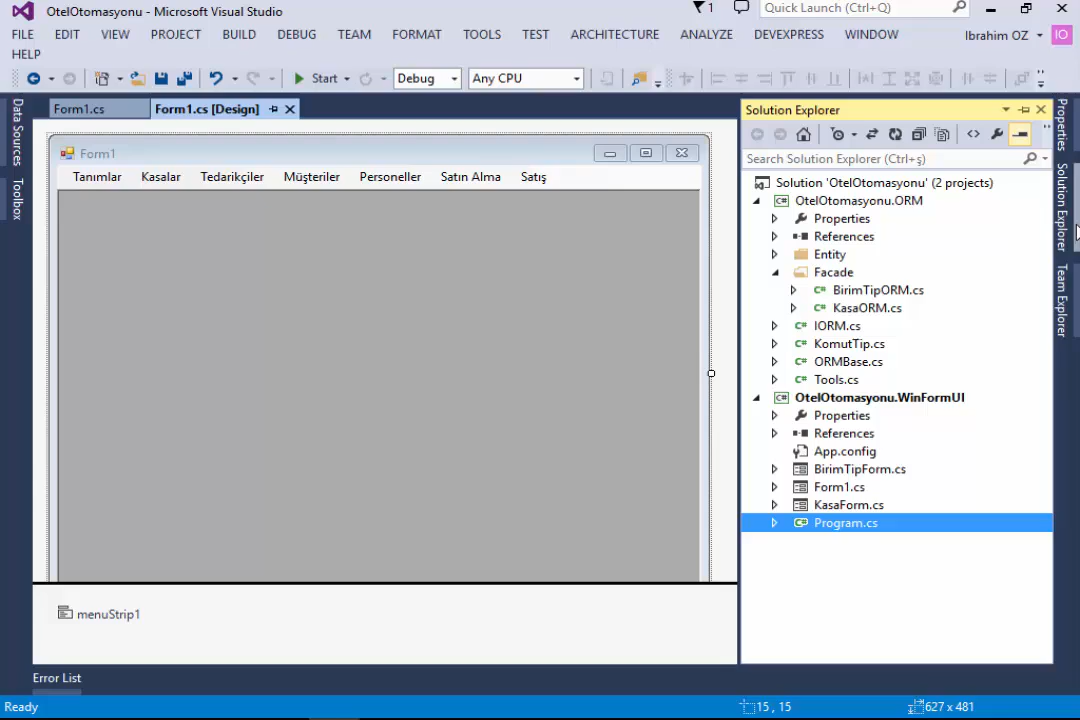 OtelOtomasyonu - Microsoft Visual Studio
1
Quick Launch (Ctrl+Q)
FILE EDIT VIEW PROJECT BUILD DEBUG TEAM FORMAT TOOLS TEST ARCHITECTURE ANALYZE DEVEXPRESS WINDOW
Ibrahim OZ
IO
HELP
Start
Debug
Any CPU
Data Sources
Toolbox
Form1.cs
Form1.cs [Design]
Form1
Tanımlar Kasalar Tedarikçiler Müşteriler Personeller Satın Alma Satış
menuStrip1
Solution Explorer
Search Solution Explorer (Ctrl+ş)
Solution 'OtelOtomasyonu' (2 projects)
OtelOtomasyonu.ORM
Properties
References
Entity
Facade
BirimTipORM.cs
KasaORM.cs
IORM.cs
KomutTip.cs
ORMBase.cs
Tools.cs
OtelOtomasyonu.WinFormUI
Properties
References
App.config
BirimTipForm.cs
Form1.cs
KasaForm.cs
Program.cs
Properties
Solution Explorer
Team Explorer
Error List
Ready
15 , 15
627 x 481